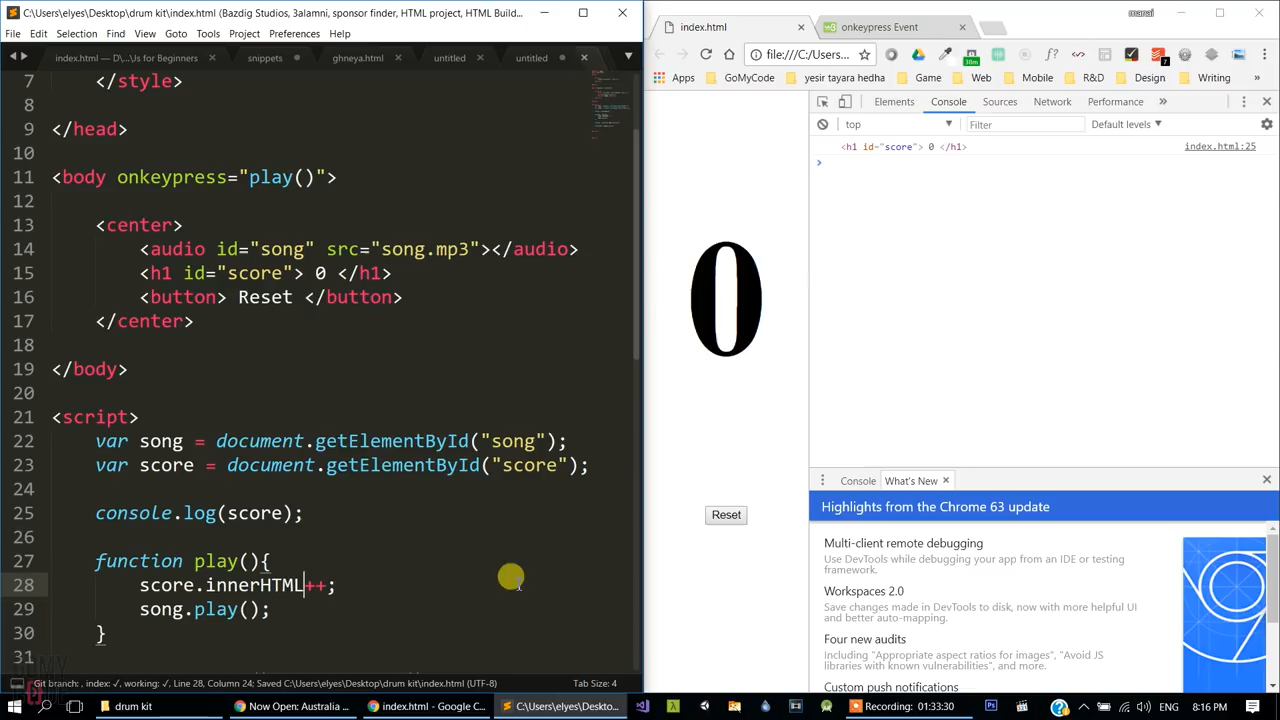 C:\Users\elyes\Desktop\drum kit\index.html (Bazdig Studios, 3alamni, sponsor finder, HTML project, HTML Build...
File Edit Selection Find View Goto Tools Project Preferences Help
index.html — D\...\ls for Beginners snippets ghneya.html untitled untitled
7 </style>
8
9 </head>
10
11 <body onkeypress="play()">
12
13 <center>
14 <audio id="song" src="song.mp3"></audio>
15 <h1 id="score"> 0 </h1>
16 <button> Reset </button>
17 </center>
18
19 </body>
20
21 <script>
22 var song = document.getElementById("song");
23 var score = document.getElementById("score");
24
25 console.log(score);
26
27 function play(){
28 score.innerHTML++;
29 song.play();
30 }
31
Git branch: , index: ✓, working: ✓, Line 28, Column 24; Saved C:\Users\elyes\Desktop\drum kit\index.html (UTF-8) Tab Size: 4
manai
index.html onkeypress Event
file:///C:/Users...
38m
7
Apps GoMyCode yesir tayara jdide Game Web Marketing R&D Design Writing
0
Reset
Elements Console Sources Network Performance
top Filter Default levels
<h1 id="score"> 0 </h1> index.html:25
Console What's New
Highlights from the Chrome 63 update
Multi-client remote debugging
Use DevTools while debugging your app from an IDE or testing
framework.
Workspaces 2.0
Save changes made in DevTools to disk, now with more helpful UI
and better auto-mapping.
Four new audits
Including "Appropriate aspect ratios for images", "Avoid JS
libraries with known vulnerabilities", and more.
Custom push notifications
drum kit Now Open: Australia ... index.html - Google C... C:\Users\elyes\Deskto... Recording: 01:33:30 ENG 8:16 PM